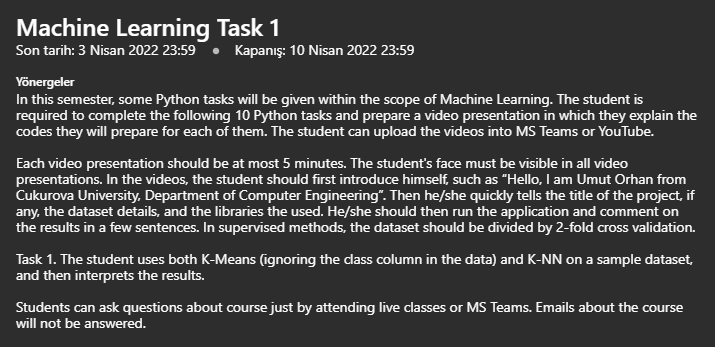 Machine Learning Task 1
Son tarih: 3 Nisan 2022 23:59 • Kapanış: 10 Nisan 2022 23:59
Yönergeler
In this semester, some Python tasks will be given within the scope of Machine Learning. The student is
required to complete the following 10 Python tasks and prepare a video presentation in which they explain the
codes they will prepare for each of them. The student can upload the videos into MS Teams or YouTube.
Each video presentation should be at most 5 minutes. The student's face must be visible in all video
presentations. In the videos, the student should first introduce himself, such as “Hello, I am Umut Orhan from
Cukurova University, Department of Computer Engineering”. Then he/she quickly tells the title of the project, if
any, the dataset details, and the libraries the used. He/she should then run the application and comment on
the results in a few sentences. In supervised methods, the dataset should be divided by 2-fold cross validation.
Task 1. The student uses both K-Means (ignoring the class column in the data) and K-NN on a sample dataset,
and then interprets the results.
Students can ask questions about course just by attending live classes or MS Teams. Emails about the course
will not be answered.